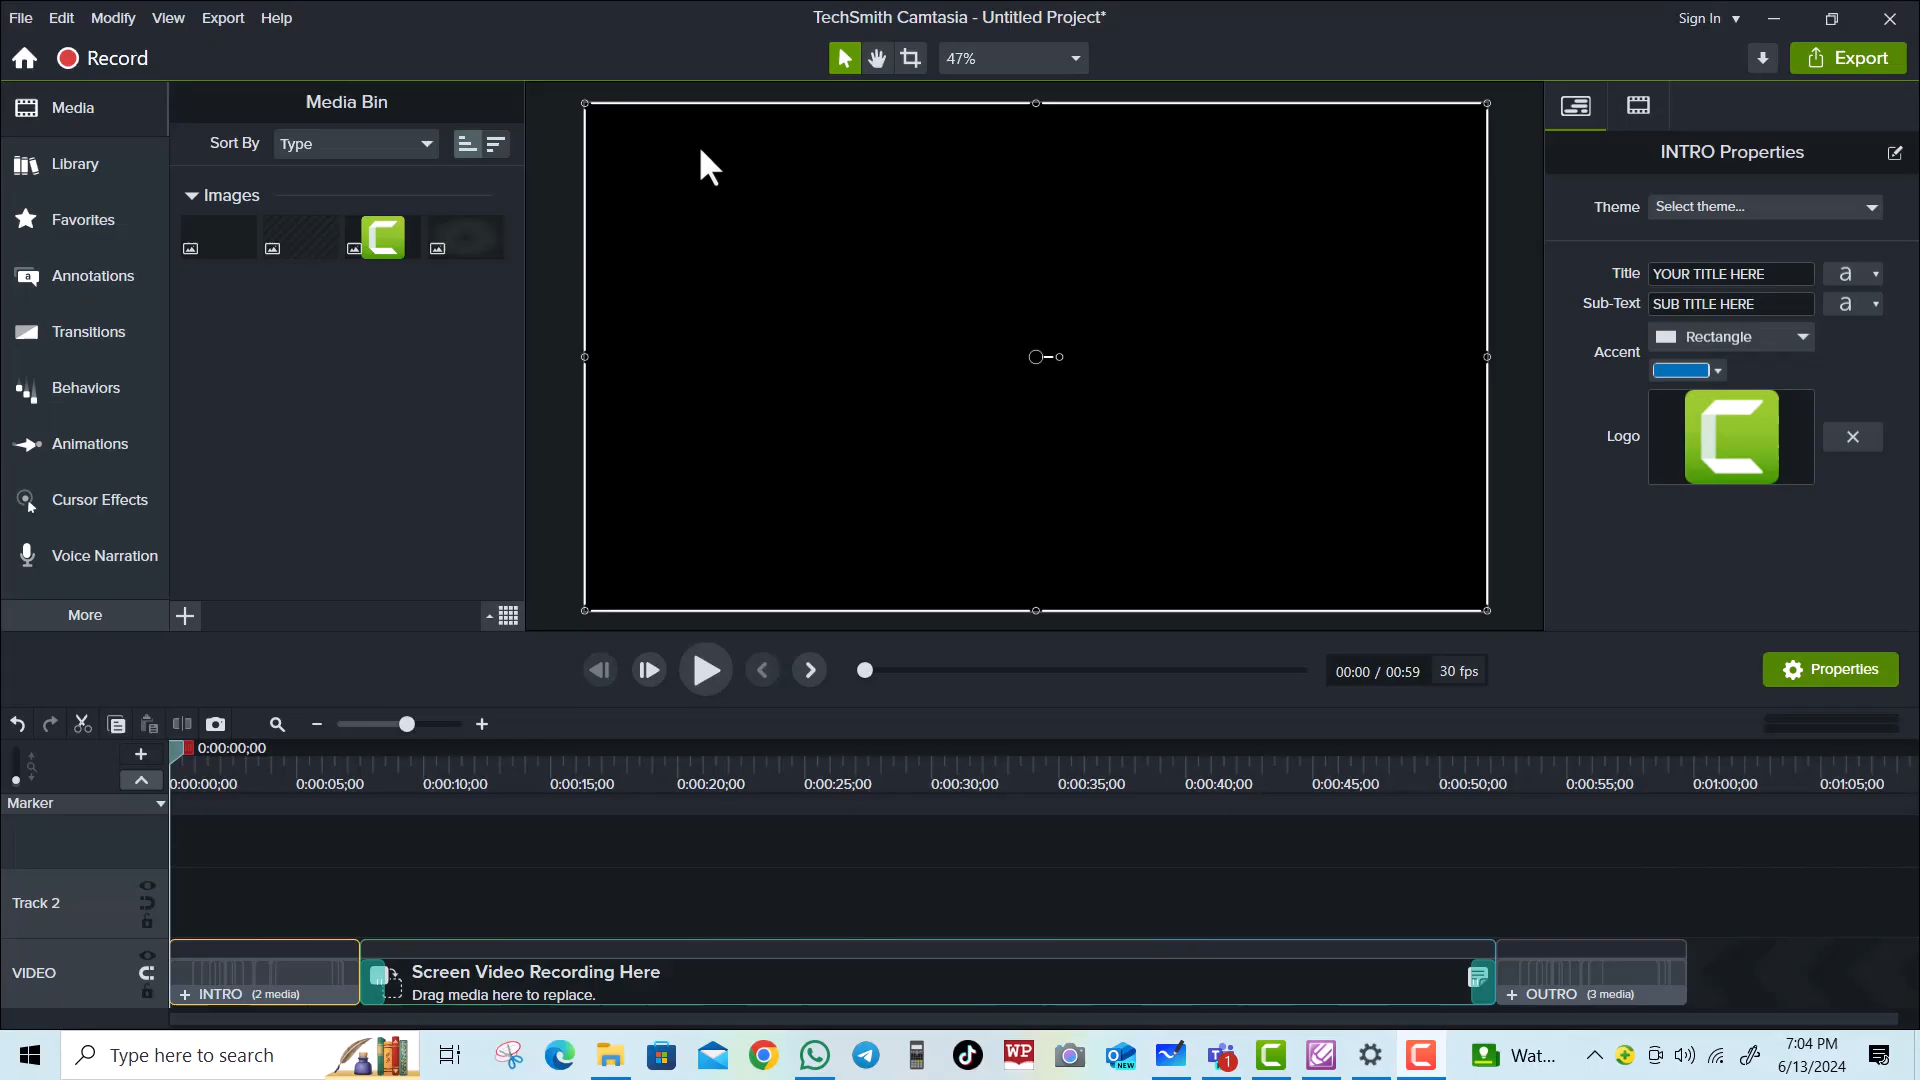 File Edit Modify View Export Help
TechSmith Camtasia - Untitled Project*
Sign In
Record
47%
Export
Media
Library
Favorites
Annotations
Transitions
Behaviors
Animations
Cursor Effects
Voice Narration
More
Media Bin
Sort By Type
Images
INTRO Properties
Theme Select theme...
Title YOUR TITLE HERE a
Sub-Text SUB TITLE HERE a
Accent Rectangle
Logo
00:00 / 00:59 30 fps
Properties
0:00:00;00
0:00:00;00 0:00:05;00 0:00:10;00 0:00:15;00 0:00:20;00 0:00:25;00 0:00:30;00 0:00:35;00 0:00:40;00 0:00:45;00 0:00:50;00 0:00:55;00 0:01:00;00 0:01:05;00
Marker
Track 2
VIDEO
+ INTRO (2 media)
Screen Video Recording Here
Drag media here to replace.
+ OUTRO (3 media)
Type here to search
WP
NEW
1
Wat...
7:04 PM
6/13/2024